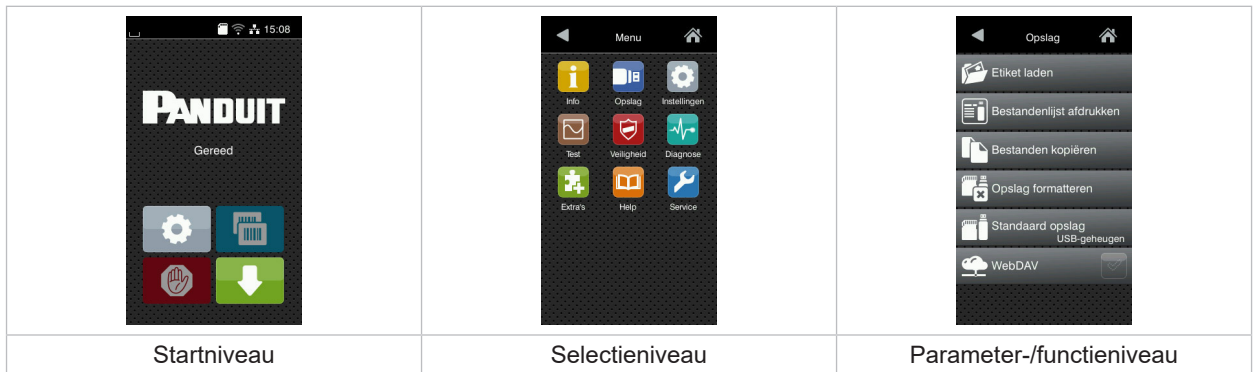 15:08
PANDUIT
Gereed
Startniveau
Menu
Info
Opslag
Instellingen
Test
Veiligheid
Diagnose
Extra's
Help
Service
Selectieniveau
Opslag
Etiket laden
Bestandenlijst afdrukken
Bestanden kopiëren
Opslag formatteren
Standaard opslag
USB-geheugen
WebDAV
Parameter-/functieniveau